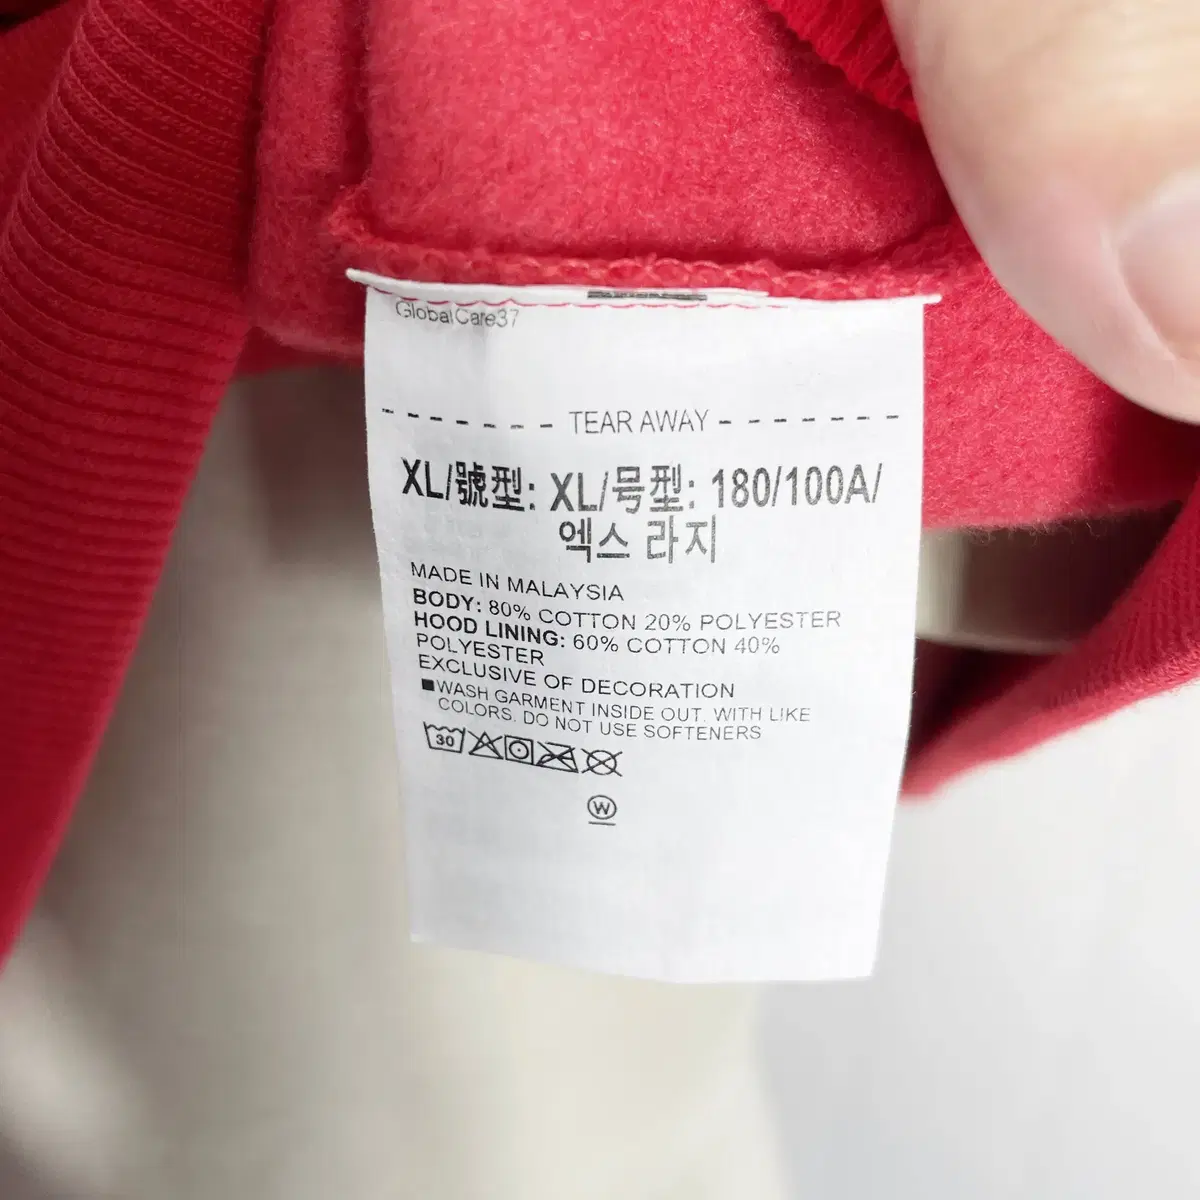 GlobalCare37
TEAR AWAY
XL/號型: XL/号型: 180/100A/
엑스 라지
MADE IN MALAYSIA
BODY: 80% COTTON 20% POLYESTER
HOOD LINING: 60% COTTON 40%
POLYESTER
EXCLUSIVE OF DECORATION
■WASH GARMENT INSIDE OUT. WITH LIKE
COLORS. DO NOT USE SOFTENERS
30
W